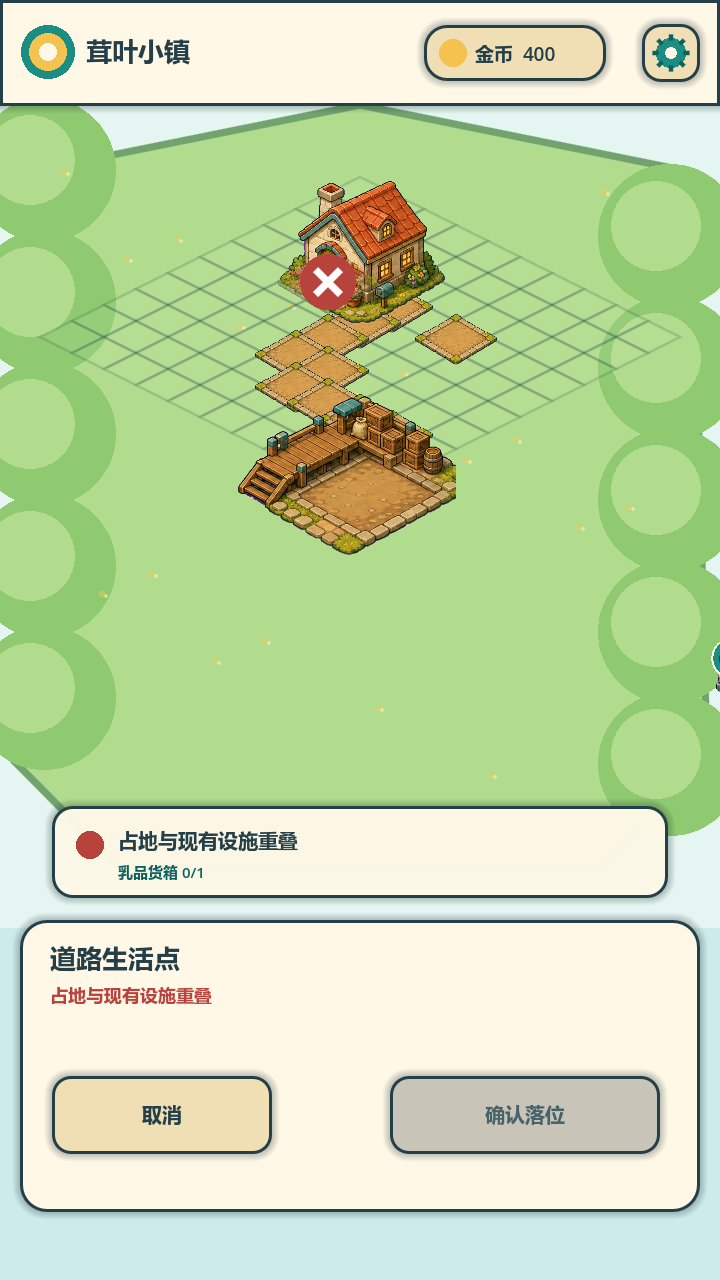 茸叶小镇
金币 400
占地与现有设施重叠
乳品货箱 0/1
道路生活点
占地与现有设施重叠
取消
确认落位